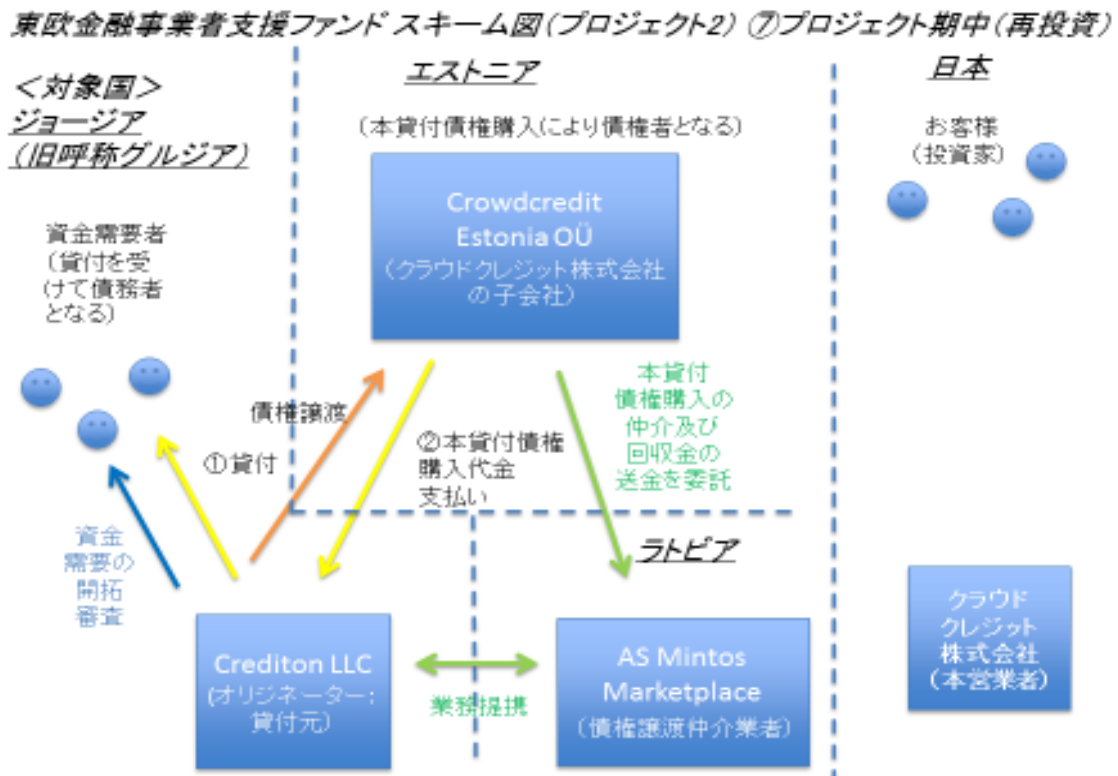 東欧金融事業者支援ファンド スキーム図(プロジェクト2) ⑦プロジェクト期中(再投資)
<対象国>
ジョージア
(旧呼称グルジア)
資金需要者
(貸付を受
けて債務者
となる)
エストニア
(本貸付債権購入により債権者となる)
Crowdcredit
Estonia OÜ
(クラウドクレジット株式会社
の子会社)
日本
お客様
(投資家)
債権譲渡
①貸付
②本貸付債権
購入代金
支払い
本貸付
債権購入の
仲介及び
回収金の
送金を委託
資金
需要の
開拓
審査
ラトビア
Crediton LLC
(オリジネーター;
貸付元)
業務提携
AS Mintos
Marketplace
(債権譲渡仲介業者)
クラウド
クレジット
株式会社
(本営業者)